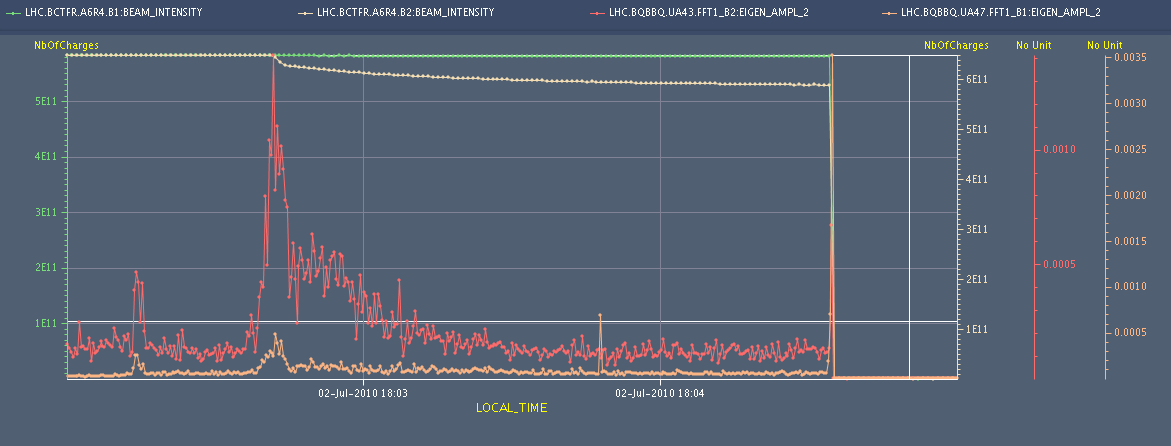 LHC.BCTFR.A6R4.B1:BEAM_INTENSITY LHC.BCTFR.A6R4.B2:BEAM_INTENSITY LHC.BQBBQ.UA43.FFT1_B2:EIGEN_AMPL_2 LHC.BQBBQ.UA47.FFT1_B1:EIGEN_AMPL_2
NbOfCharges NbOfCharges No Unit No Unit
0.0035
6E11
5E11 0.0030
5E11 0.0010 0.0025
4E11
4E11 0.0020
3E11
3E11 0.0015
2E11 0.0005
2E11 0.0010
1E11
1E11 0.0005
02-Jul-2010 18:03 02-Jul-2010 18:04
LOCAL_TIME